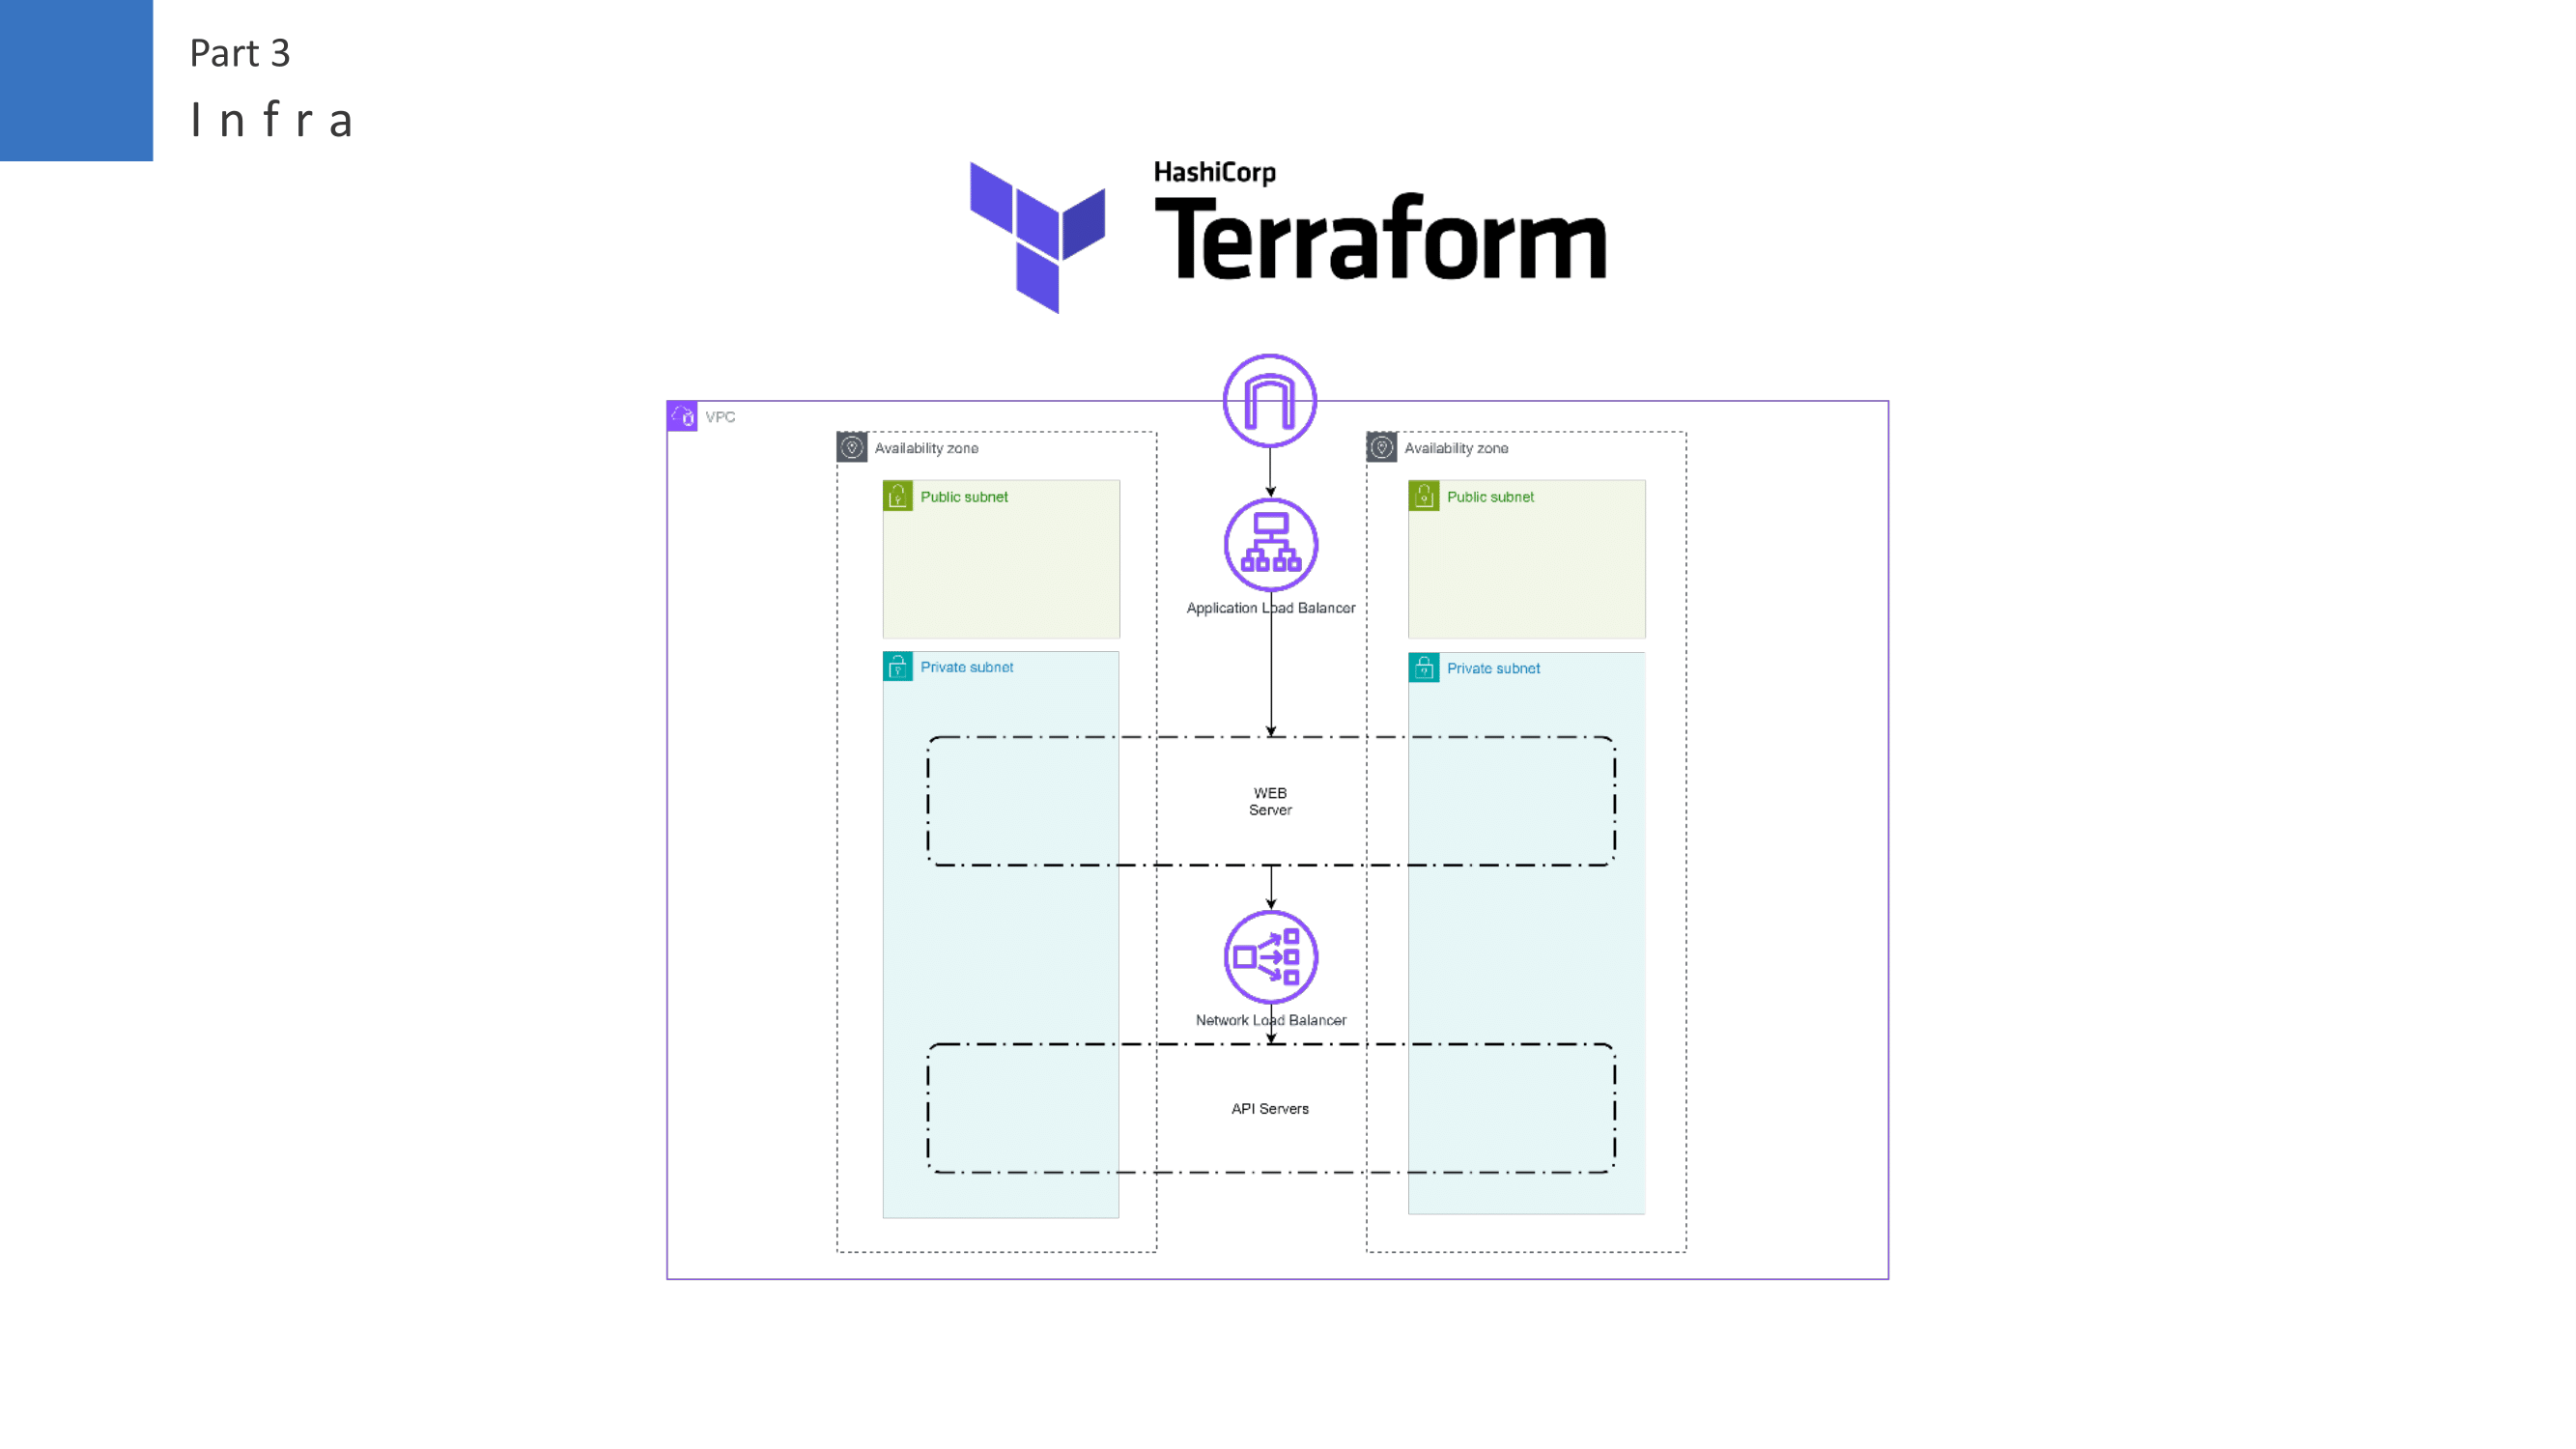 Part 3
Infra
HashiCorp
Terraform
VPC
Availability zone
Availability zone
Public subnet
Public subnet
Application Load Balancer
Private subnet
Private subnet
WEB
Server
Network Load Balancer
API Servers